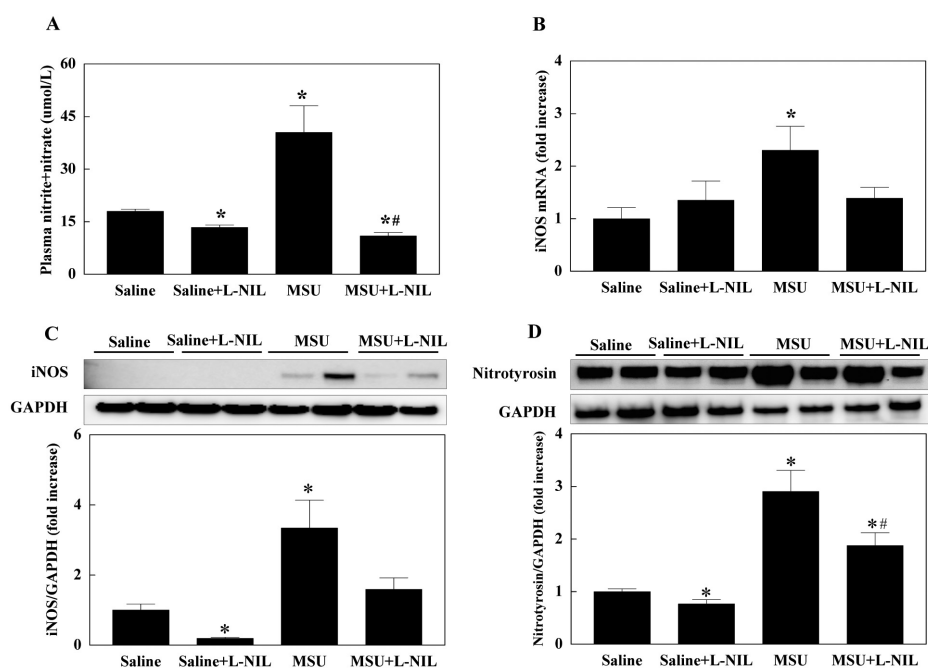 A
Plasma nitrite+nitrate (umol/L)
60
45
30
15
0
*
*
*
*#
Saline Saline+L-NIL MSU MSU+L-NIL
B
iNOS mRNA (fold increase)
4
3
2
1
0
*
Saline Saline+L-NIL MSU MSU+L-NIL
C
Saline Saline+L-NIL MSU MSU+L-NIL
iNOS
GAPDH
iNOS/GAPDH (fold increase)
6
4
2
0
*
*
Saline Saline+L-NIL MSU MSU+L-NIL
D
Saline Saline+L-NIL MSU MSU+L-NIL
Nitrotyrosin
GAPDH
Nitrotyrosin/GAPDH (fold increase)
4
3
2
1
0
*
*
*#
Saline Saline+L-NIL MSU MSU+L-NIL